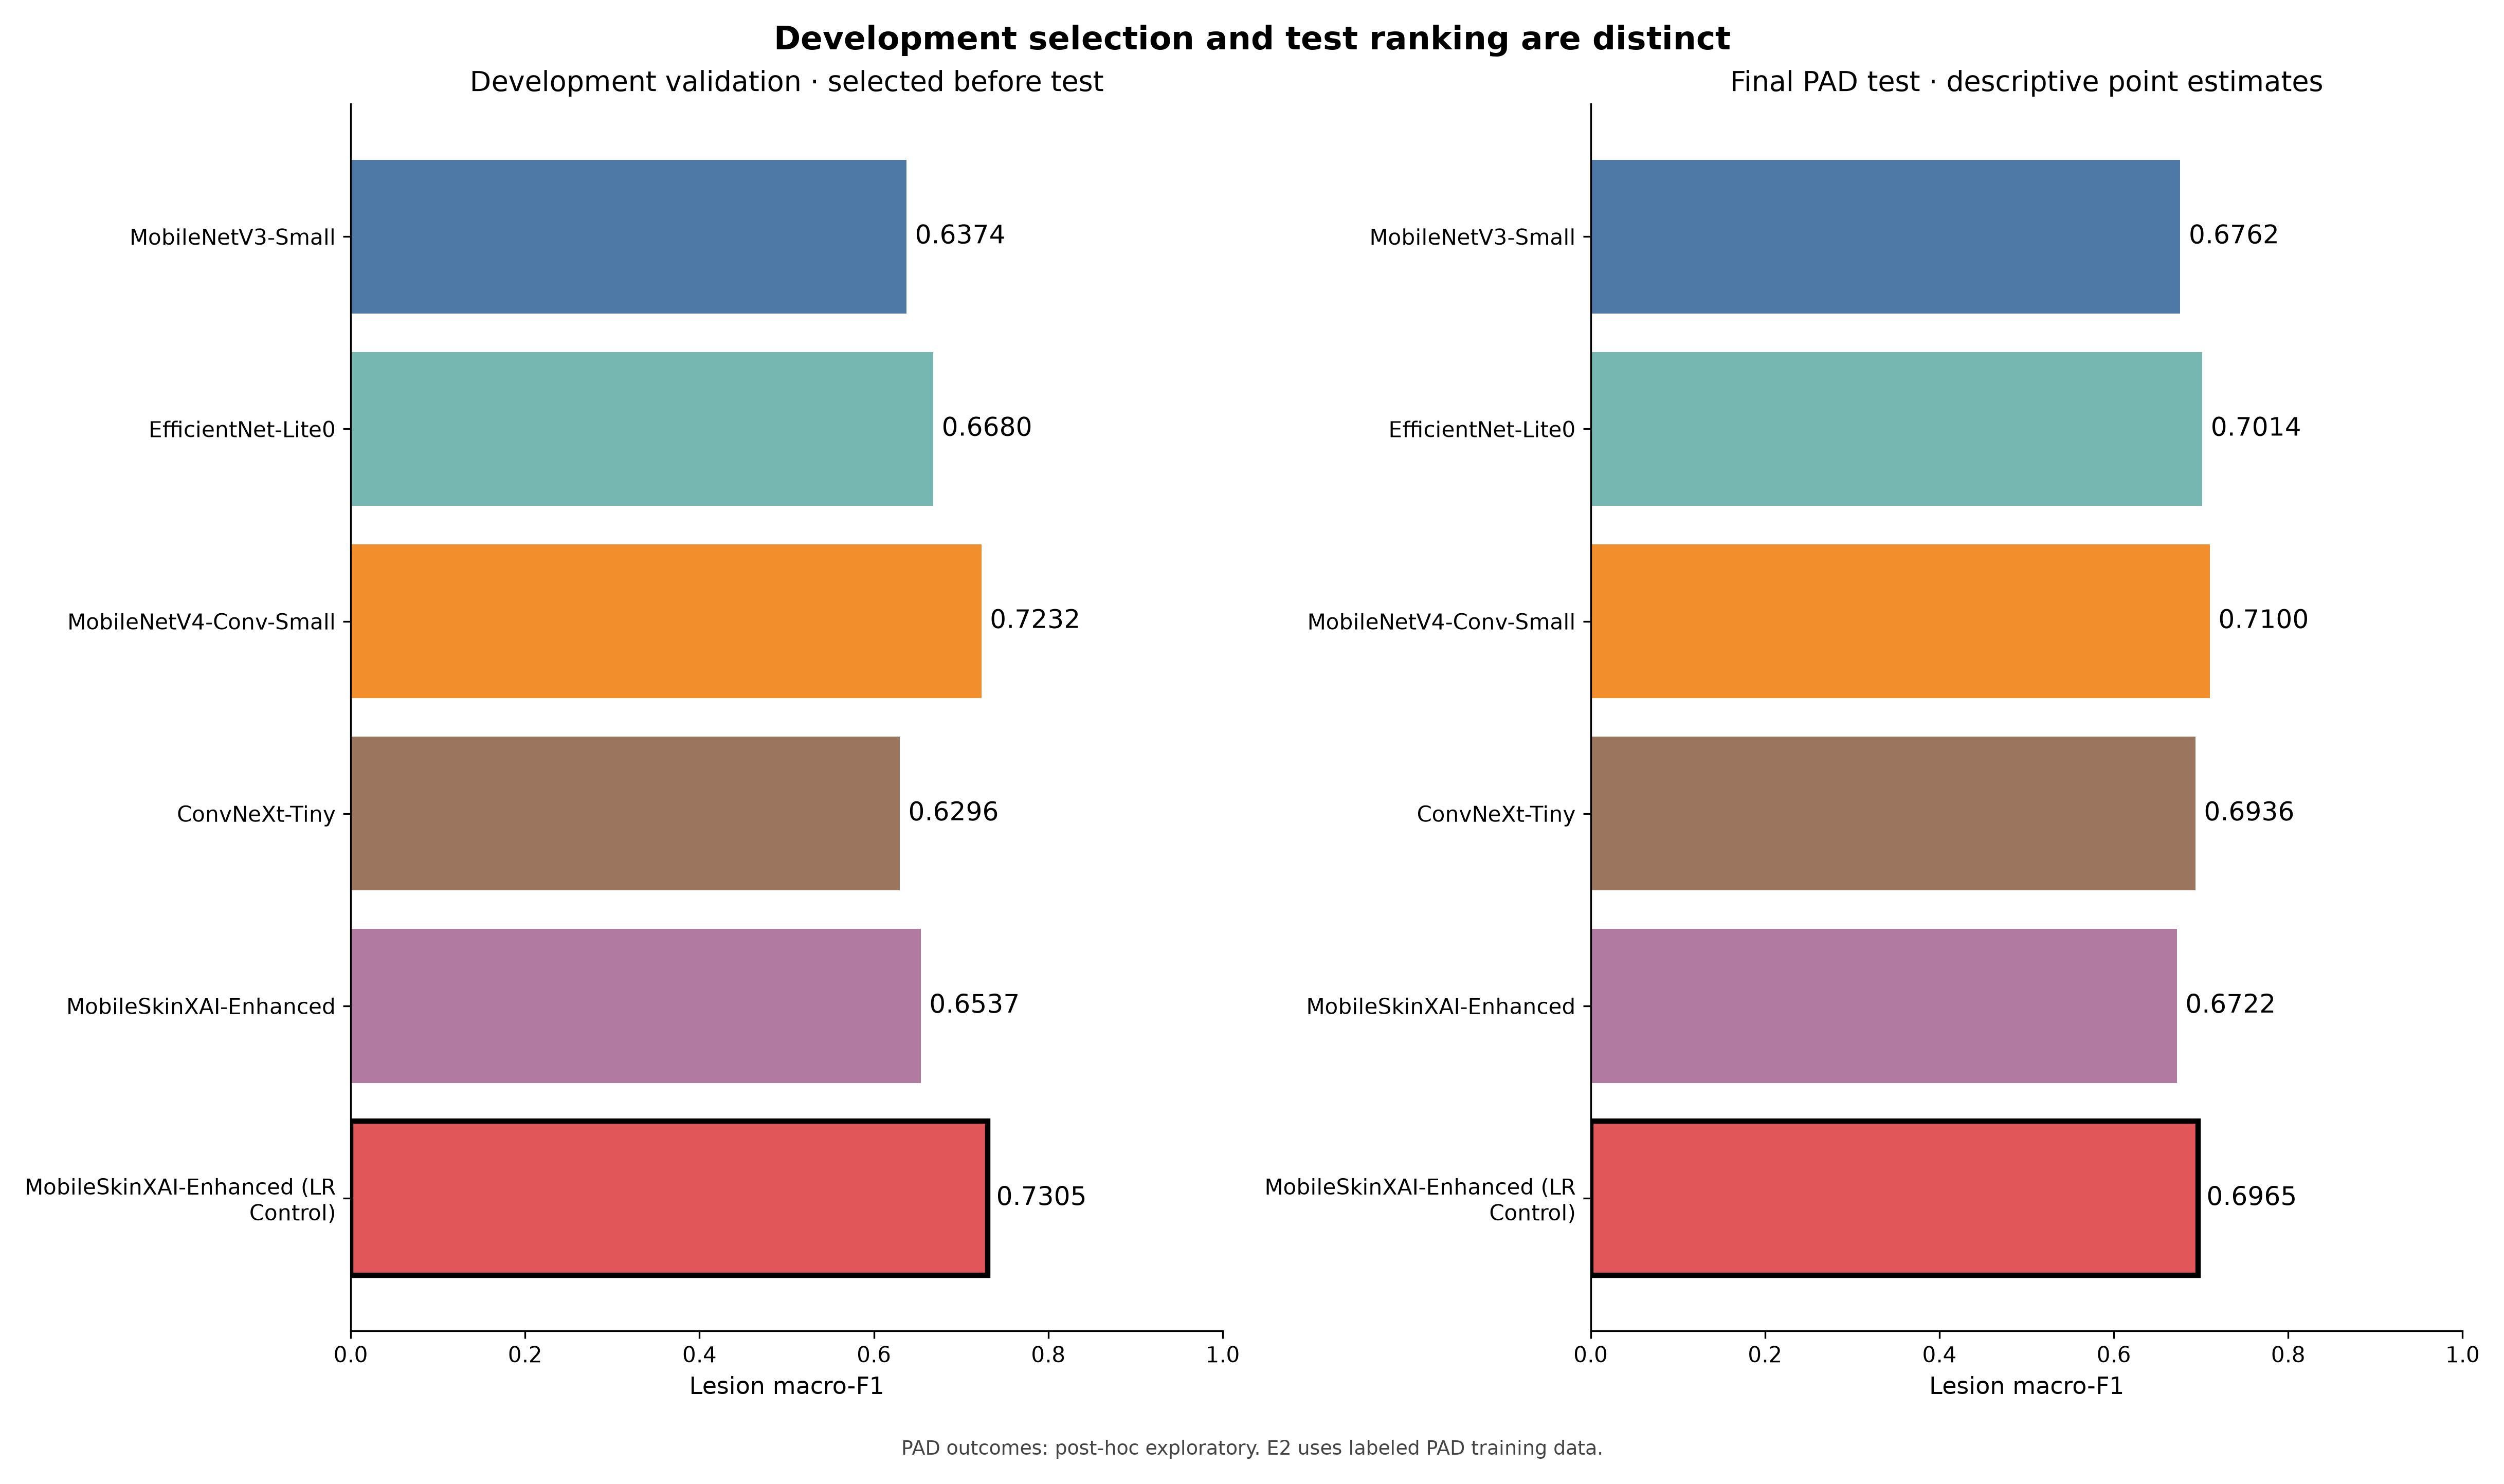 Development selection and test ranking are distinct
Development validation · selected before test
MobileNetV3-Small
0.6374
EfficientNet-Lite0
0.6680
MobileNetV4-Conv-Small
0.7232
ConvNeXt-Tiny
0.6296
MobileSkinXAI-Enhanced
0.6537
MobileSkinXAI-Enhanced (LR
Control)
0.7305
0.0 0.2 0.4 0.6 0.8 1.0
Lesion macro-F1
Final PAD test · descriptive point estimates
MobileNetV3-Small
0.6762
EfficientNet-Lite0
0.7014
MobileNetV4-Conv-Small
0.7100
ConvNeXt-Tiny
0.6936
MobileSkinXAI-Enhanced
0.6722
MobileSkinXAI-Enhanced (LR
Control)
0.6965
0.0 0.2 0.4 0.6 0.8 1.0
Lesion macro-F1
PAD outcomes: post-hoc exploratory. E2 uses labeled PAD training data.